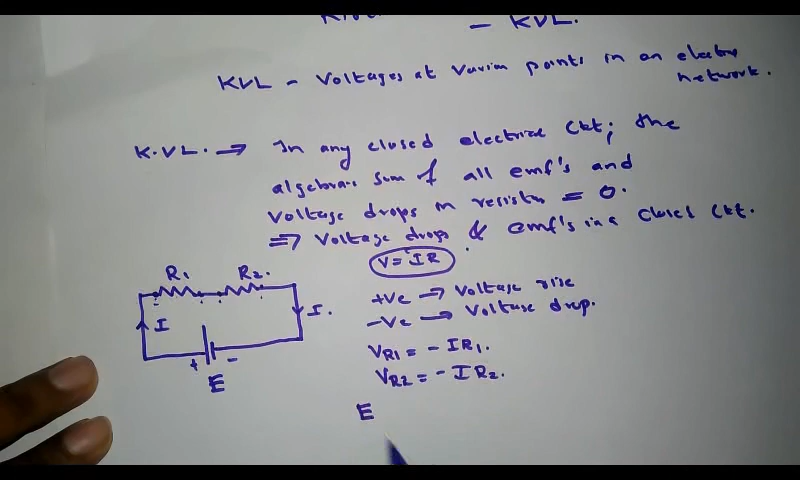 - KVL.
KVL - Voltages at Various points in an electric network.
K.VL. → In any closed electrical Ckt; the
algebraic sum of all emf's and
Voltage drops in resistors = 0.
⇒ Voltage drops & emf's in a closed Ckt.
V = IR
R1 R2.
+Ve → Voltage rise
-Ve → Voltage drop.
I I.
VR1 = - IR1.
+ -
VR2 = - IR2.
E
E